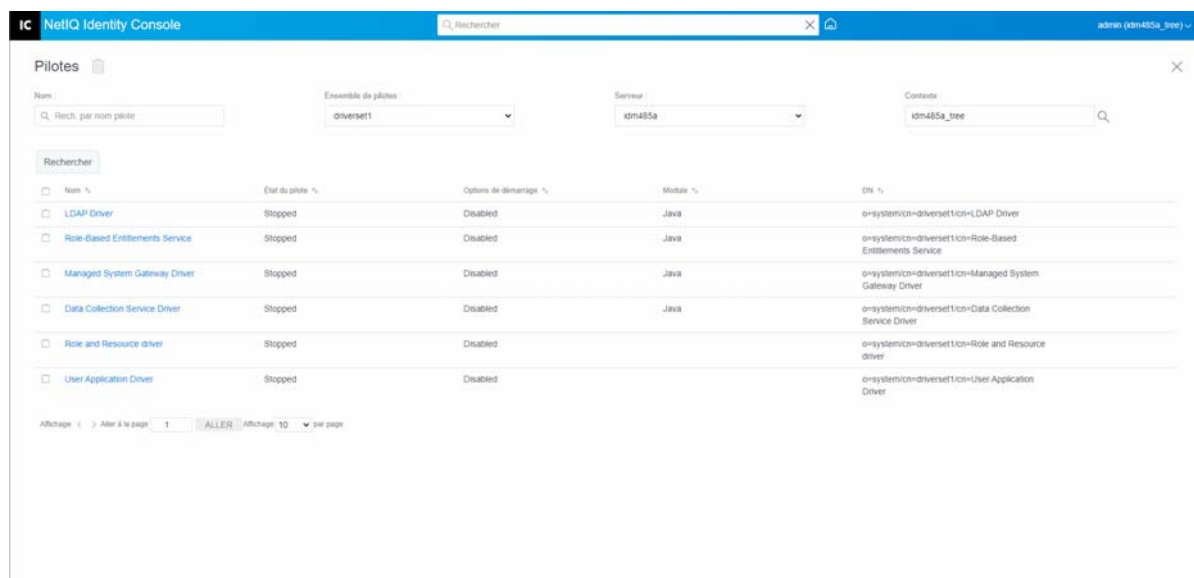 IC NetIQ Identity Console
Rechercher
admin (idm485a_tree)
Pilotes
Nom :
Ensemble de pilotes :
Serveur :
Contexte :
Rech. par nom pilote
driverset1
idm485a
idm485a_tree
Rechercher
Nom
État du pilote
Options de démarrage
Module
DN
LDAP Driver
Stopped
Disabled
Java
o=system/cn=driverset1/cn=LDAP Driver
Role-Based Entitlements Service
Stopped
Disabled
Java
o=system/cn=driverset1/cn=Role-Based
Entitlements Service
Managed System Gateway Driver
Stopped
Disabled
Java
o=system/cn=driverset1/cn=Managed System
Gateway Driver
Data Collection Service Driver
Stopped
Disabled
Java
o=system/cn=driverset1/cn=Data Collection
Service Driver
Role and Resource driver
Stopped
Disabled
o=system/cn=driverset1/cn=Role and Resource
driver
User Application Driver
Stopped
Disabled
o=system/cn=driverset1/cn=User Application
Driver
Affichage < > Aller à la page 1 ALLER Affichage 10 par page